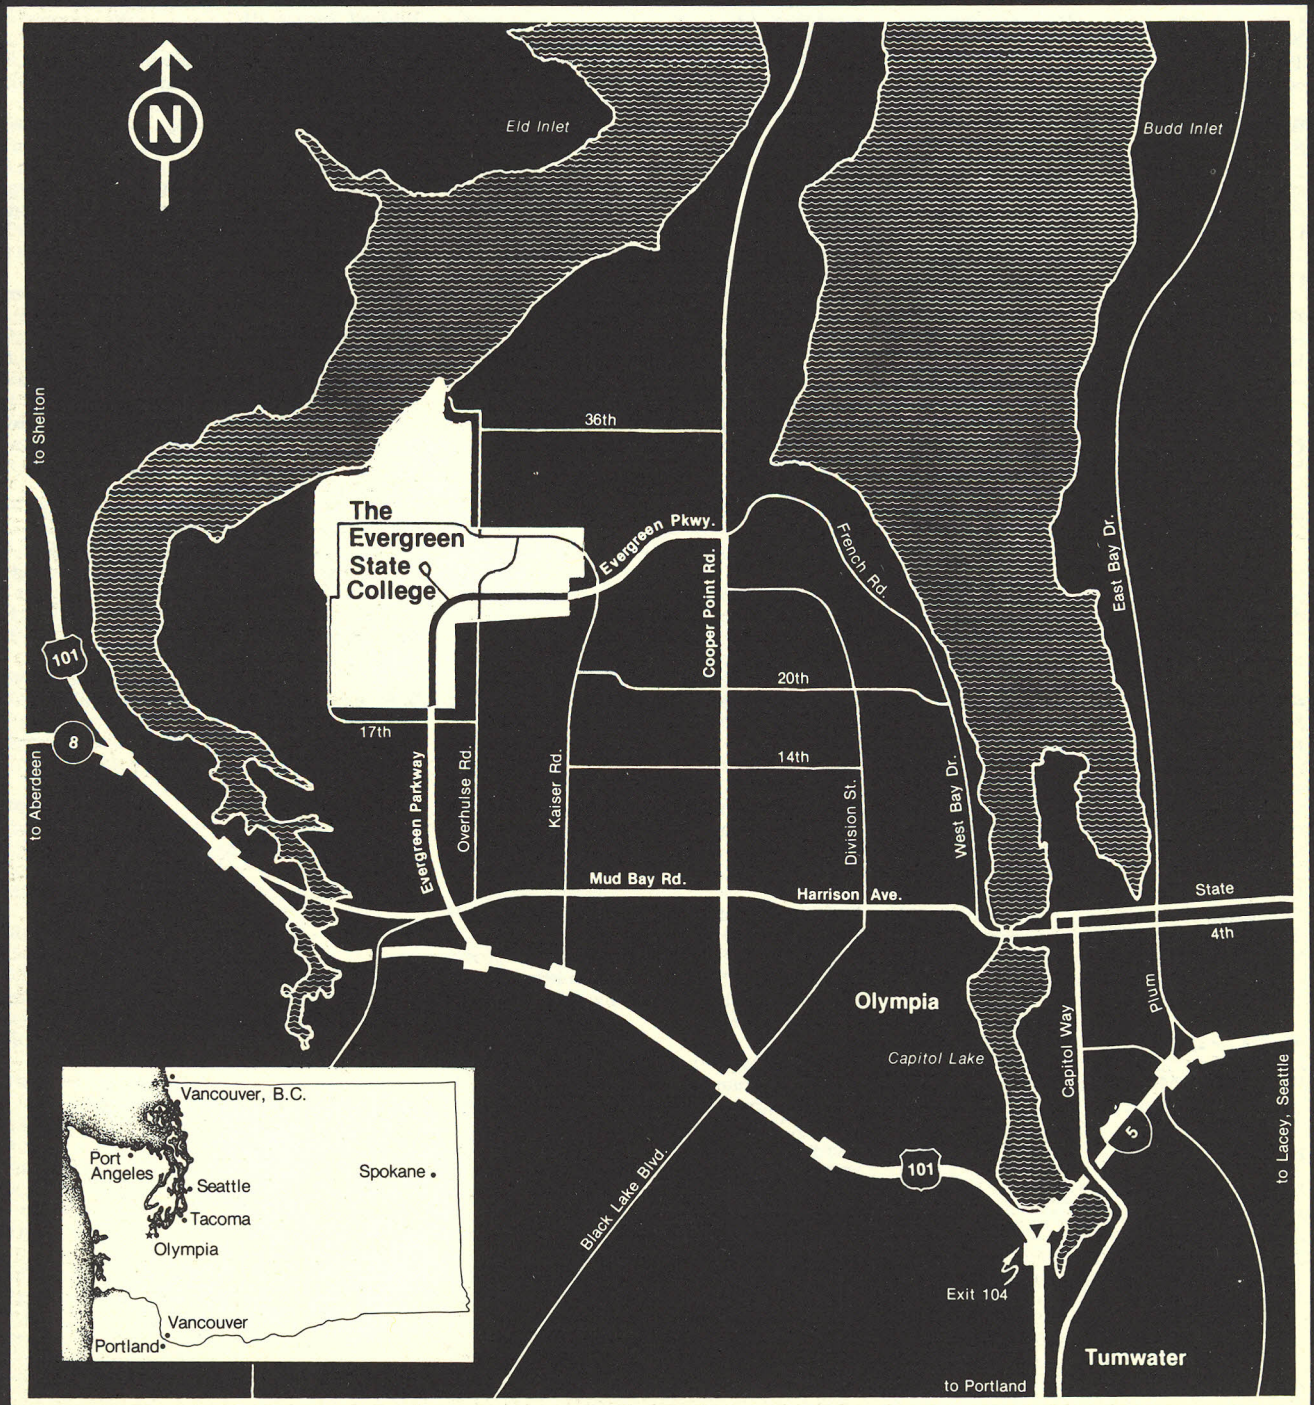 N
Eld Inlet
Budd Inlet
to Shelton
36th
The
Evergreen
State
College
Evergreen Pkwy.
French Rd.
East Bay Dr.
Cooper Point Rd.
101
20th
8
17th
14th
to Aberdeen
Evergreen Parkway
Overhulse Rd.
Kaiser Rd.
Division St.
West Bay Dr.
Mud Bay Rd.
Harrison Ave.
State
4th
Plum
Olympia
Capitol Lake
Capitol Way
to Lacey, Seattle
5
101
Black Lake Blvd.
Exit 104
Tumwater
to Portland
Vancouver, B.C.
Port
Angeles
Seattle
Spokane
Tacoma
Olympia
Vancouver
Portland